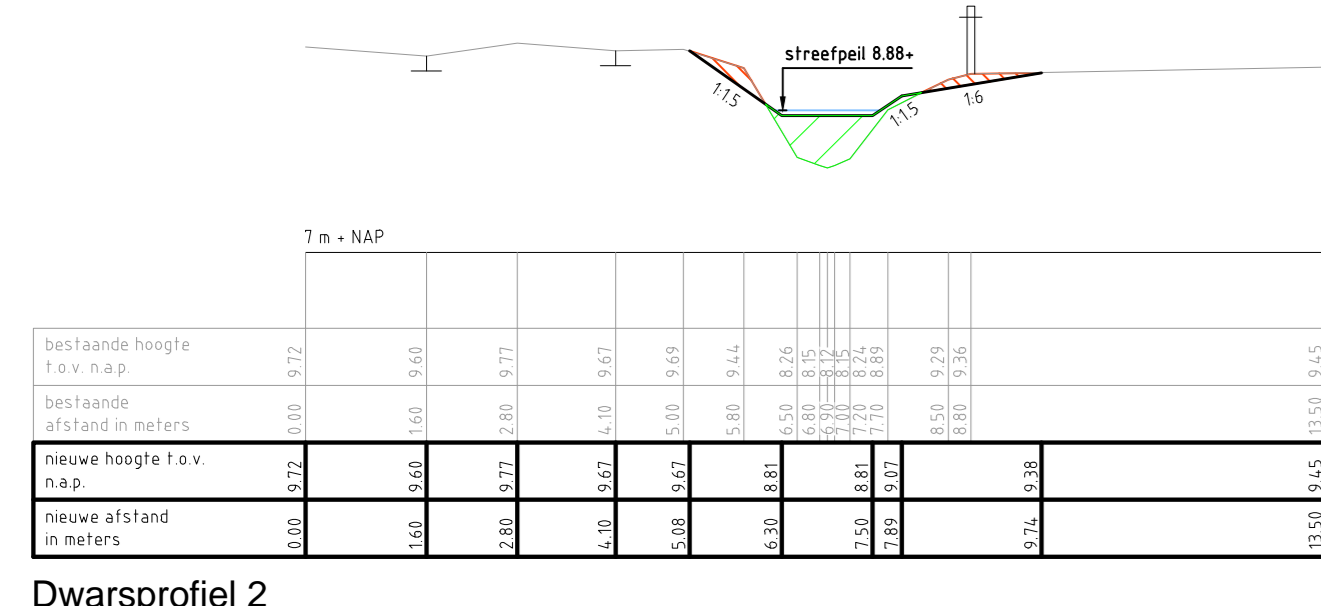 streefpeil 8.88+
1:1.5
1:1.5
1:6
7 m + NAP
bestaande hoogte
t.o.v. n.a.p.
9.72 9.60 9.77 9.67 9.69 9.44 8.26 8.15 8.12 8.15 8.24 8.89 9.29 9.36 9.45
bestaande
afstand in meters
0.00 1.60 2.80 4.10 5.00 5.80 6.50 6.80 6.90 7.00 7.20 7.70 8.50 8.80 13.50
nieuwe hoogte t.o.v.
n.a.p.
9.72 9.60 9.77 9.67 9.67 8.81 8.81 9.07 9.38 9.45
nieuwe afstand
in meters
0.00 1.60 2.80 4.10 5.08 6.30 7.50 7.89 9.74 13.50
Dwarsprofiel 2